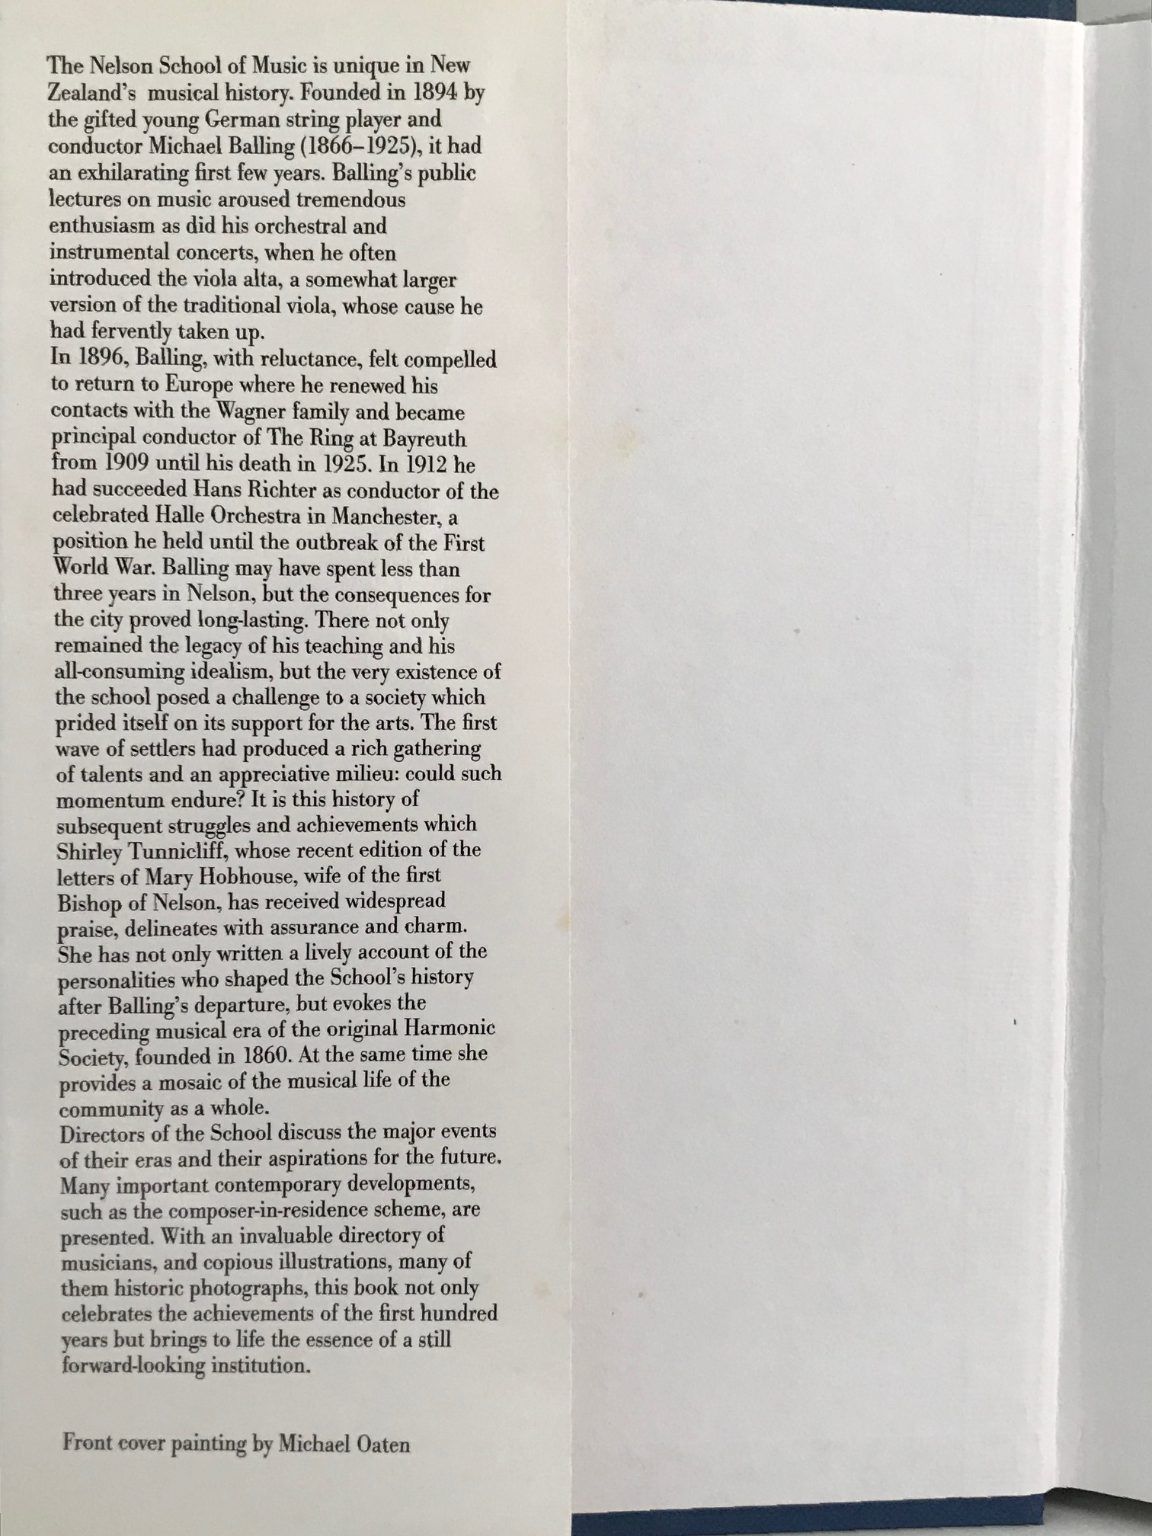 The Nelson School of Music is unique in New
Zealand's musical history. Founded in 1894 by
the gifted young German string player and
conductor Michael Balling (1866–1925), it had
an exhilarating first few years. Balling's public
lectures on music aroused tremendous
enthusiasm as did his orchestral and
instrumental concerts, when he often
introduced the viola alta, a somewhat larger
version of the traditional viola, whose cause he
had fervently taken up.
In 1896, Balling, with reluctance, felt compelled
to return to Europe where he renewed his
contacts with the Wagner family and became
principal conductor of The Ring at Bayreuth
from 1909 until his death in 1925. In 1912 he
had succeeded Hans Richter as conductor of the
celebrated Halle Orchestra in Manchester, a
position he held until the outbreak of the First
World War. Balling may have spent less than
three years in Nelson, but the consequences for
the city proved long-lasting. There not only
remained the legacy of his teaching and his
all-consuming idealism, but the very existence of
the school posed a challenge to a society which
prided itself on its support for the arts. The first
wave of settlers had produced a rich gathering
of talents and an appreciative milieu: could such
momentum endure? It is this history of
subsequent struggles and achievements which
Shirley Tunnicliff, whose recent edition of the
letters of Mary Hobhouse, wife of the first
Bishop of Nelson, has received widespread
praise, delineates with assurance and charm.
She has not only written a lively account of the
personalities who shaped the School's history
after Balling's departure, but evokes the
preceding musical era of the original Harmonic
Society, founded in 1860. At the same time she
provides a mosaic of the musical life of the
community as a whole.
Directors of the School discuss the major events
of their eras and their aspirations for the future.
Many important contemporary developments,
such as the composer-in-residence scheme, are
presented. With an invaluable directory of
musicians, and copious illustrations, many of
them historic photographs, this book not only
celebrates the achievements of the first hundred
years but brings to life the essence of a still
forward-looking institution.
Front cover painting by Michael Oaten